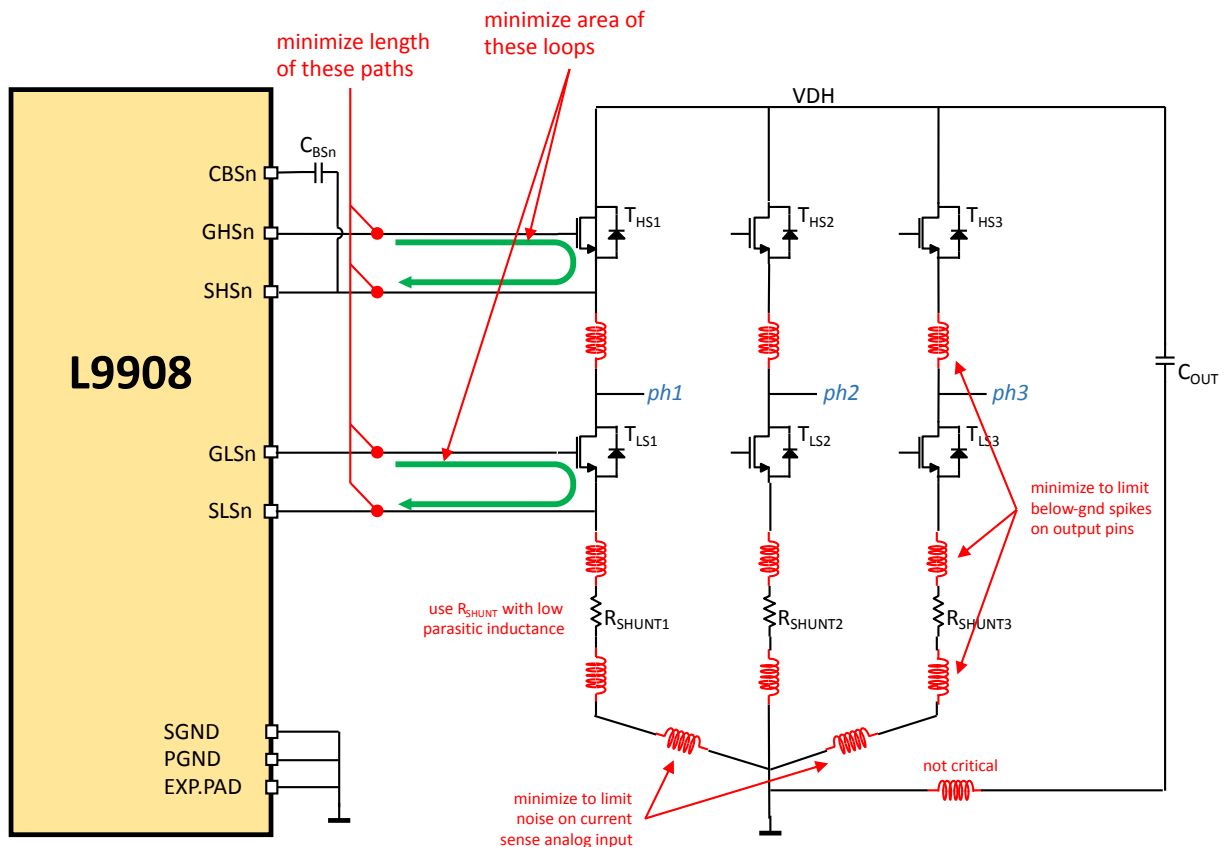 minimize area of
these loops
minimize length
of these paths
VDH
CBSn
CBSn
GHSn
SHSn
THS1
THS2
THS3
L9908
ph1
ph2
ph3
COUT
GLSn
SLSn
TLS1
TLS2
TLS3
minimize to limit
below-gnd spikes
on output pins
use RSHUNT with low
parasitic inductance
RSHUNT1
RSHUNT2
RSHUNT3
SGND
PGND
EXP.PAD
not critical
minimize to limit
noise on current
sense analog input